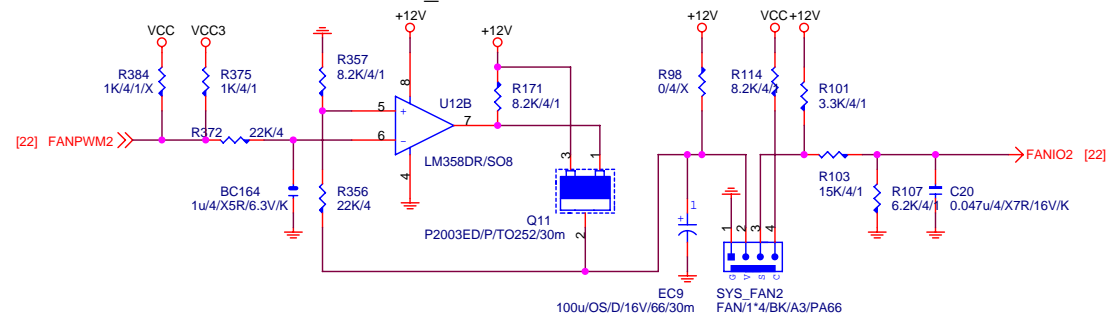 +12V
+12V
+12V
VCC +12V
VCC
VCC3
R384
1K/4/1/X
R375
1K/4/1
R357
8.2K/4/1
8
U12B
R171
8.2K/4/1
R98
0/4/X
R114
8.2K/4/1
R101
3.3K/4/1
5
+
6
-
7
4
LM358DR/SO8
[22] FANPWM2
R372
22K/4
3
1
FANIO2 [22]
BC164
1u/4/X5R/6.3V/K
R356
22K/4
Q11
P2003ED/P/TO252/30m
2
+
1
EC9
100u/OS/D/16V/66/30m
1
2
3
4
G
V
S
C
SYS_FAN2
FAN/1*4/BK/A3/PA66
R103
15K/4/1
R107
6.2K/4/1
C20
0.047u/4/X7R/16V/K